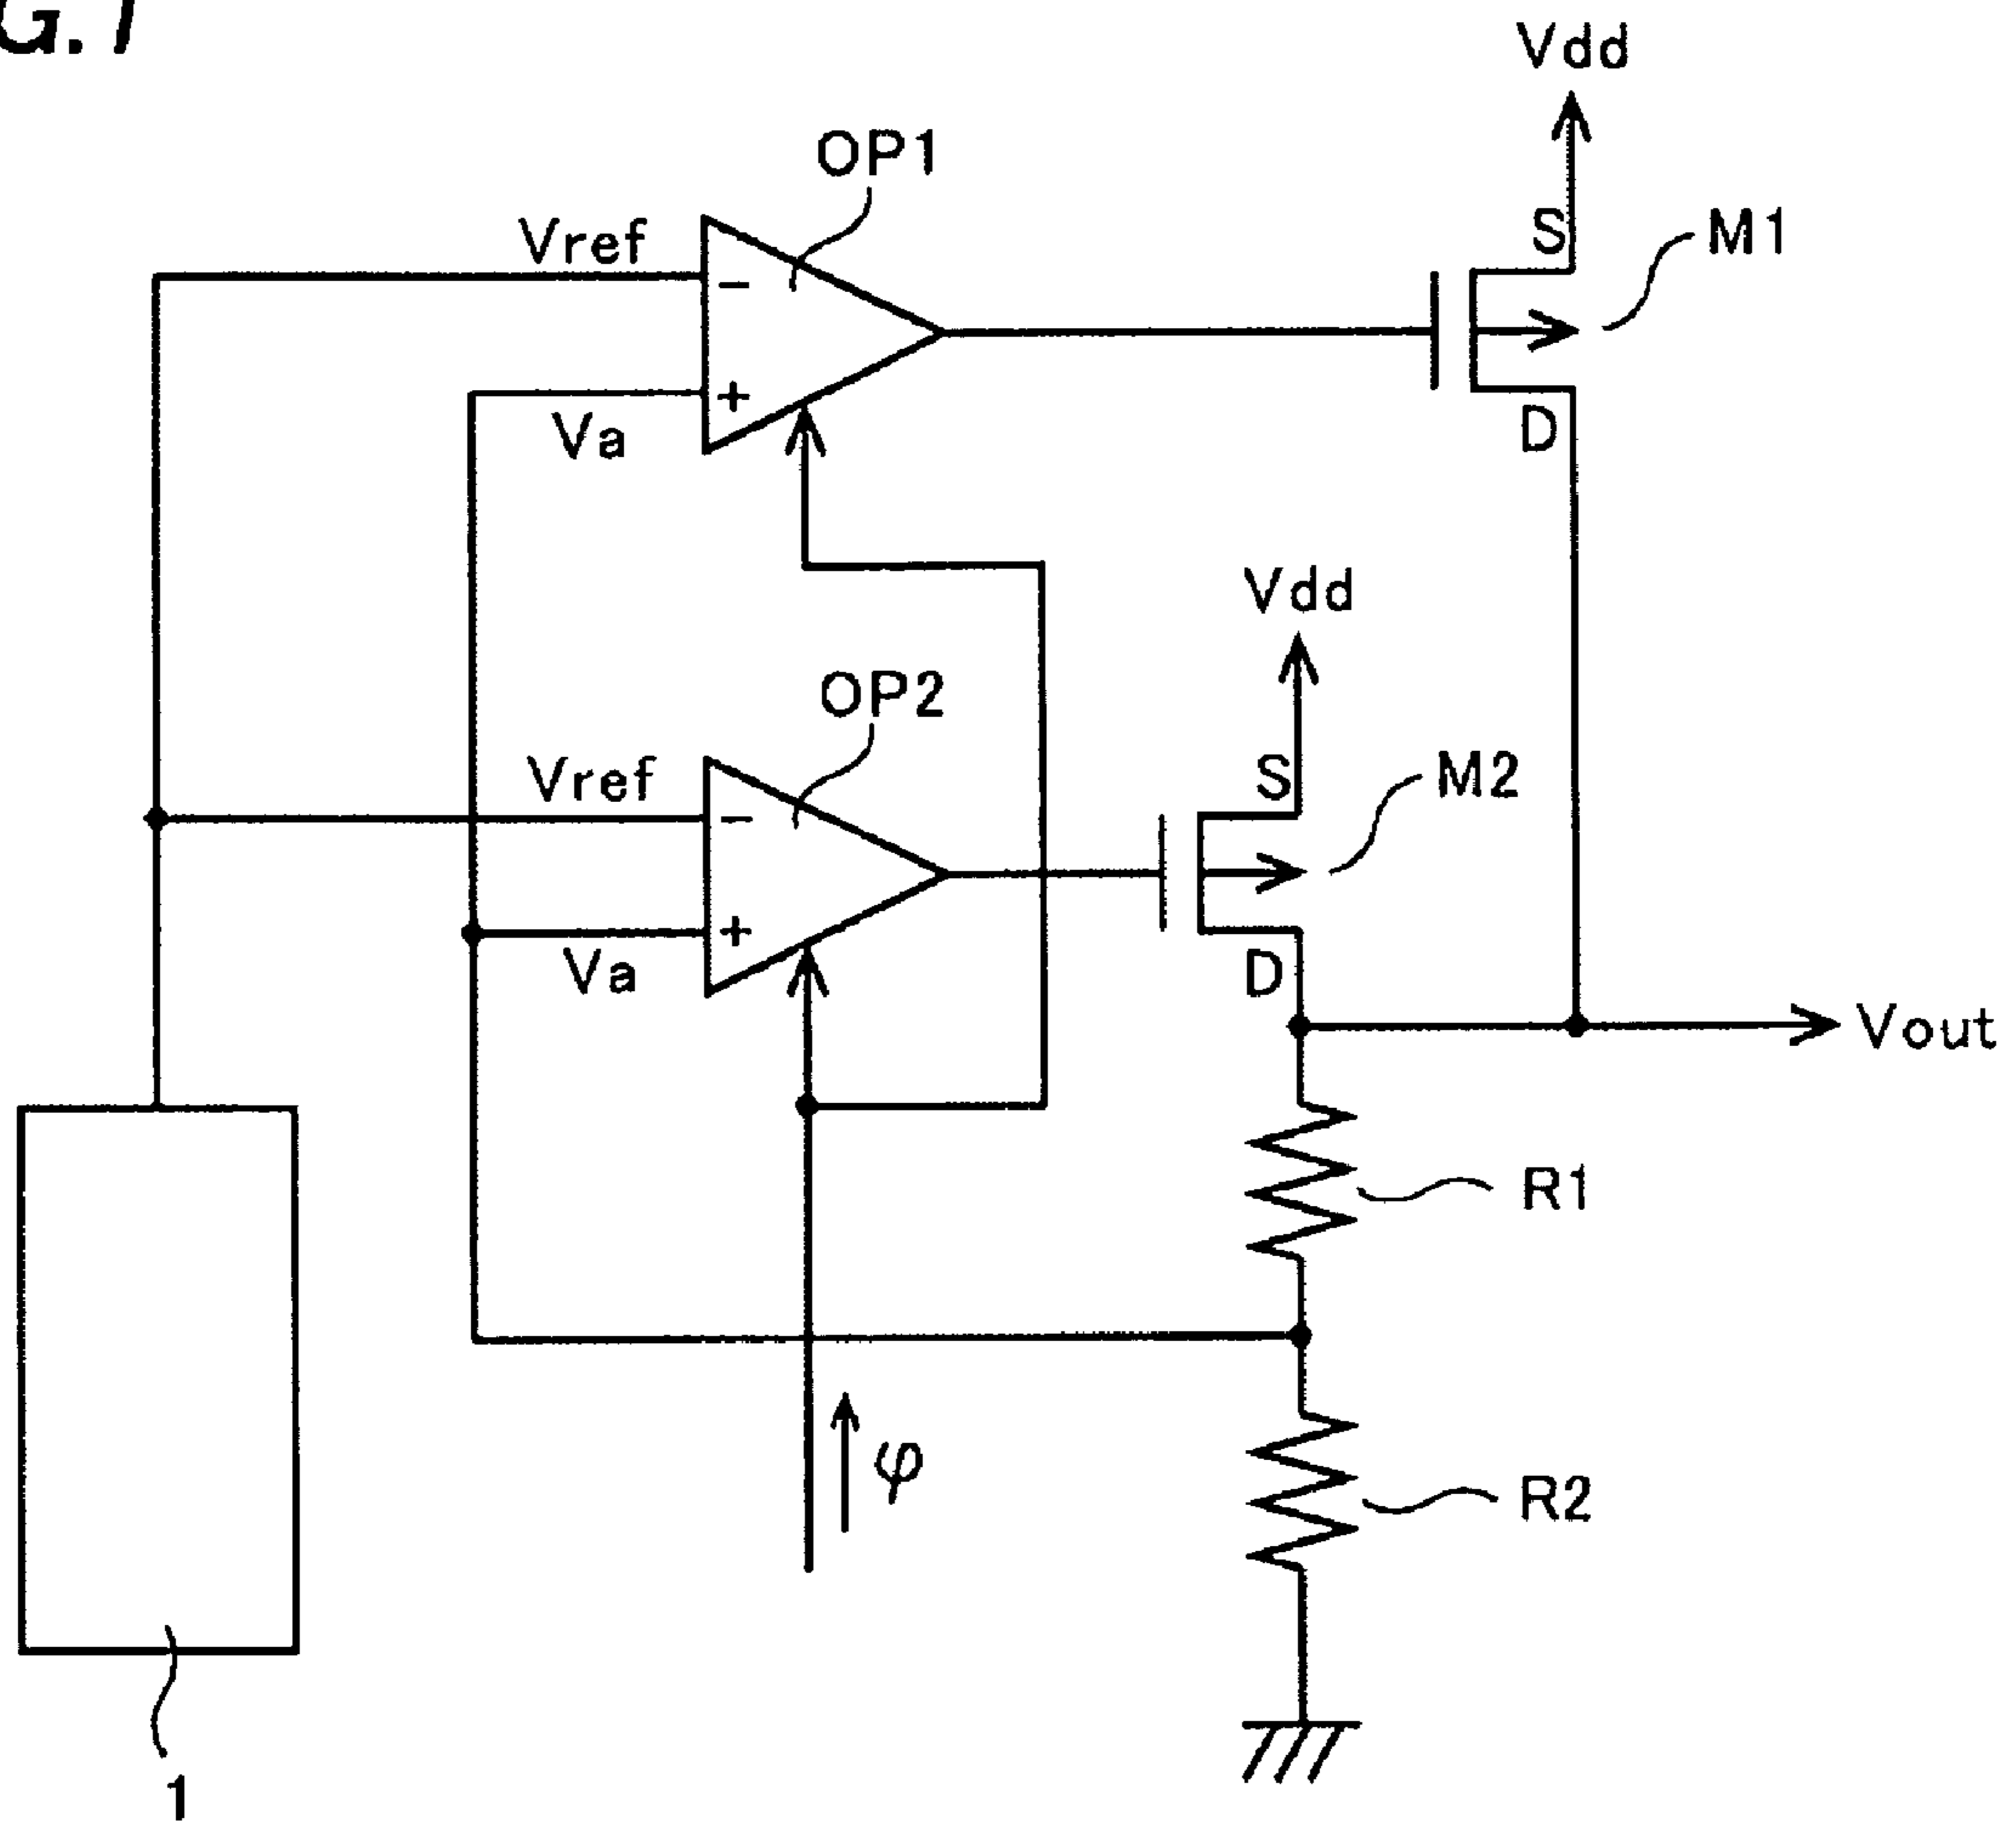 G.1
Vdd
OP1
Vref
S
M1
−
+
Va
D
Vdd
OP2
Vref
S
M2
−
+
Va
D
Vout
R1
φ
R2
1